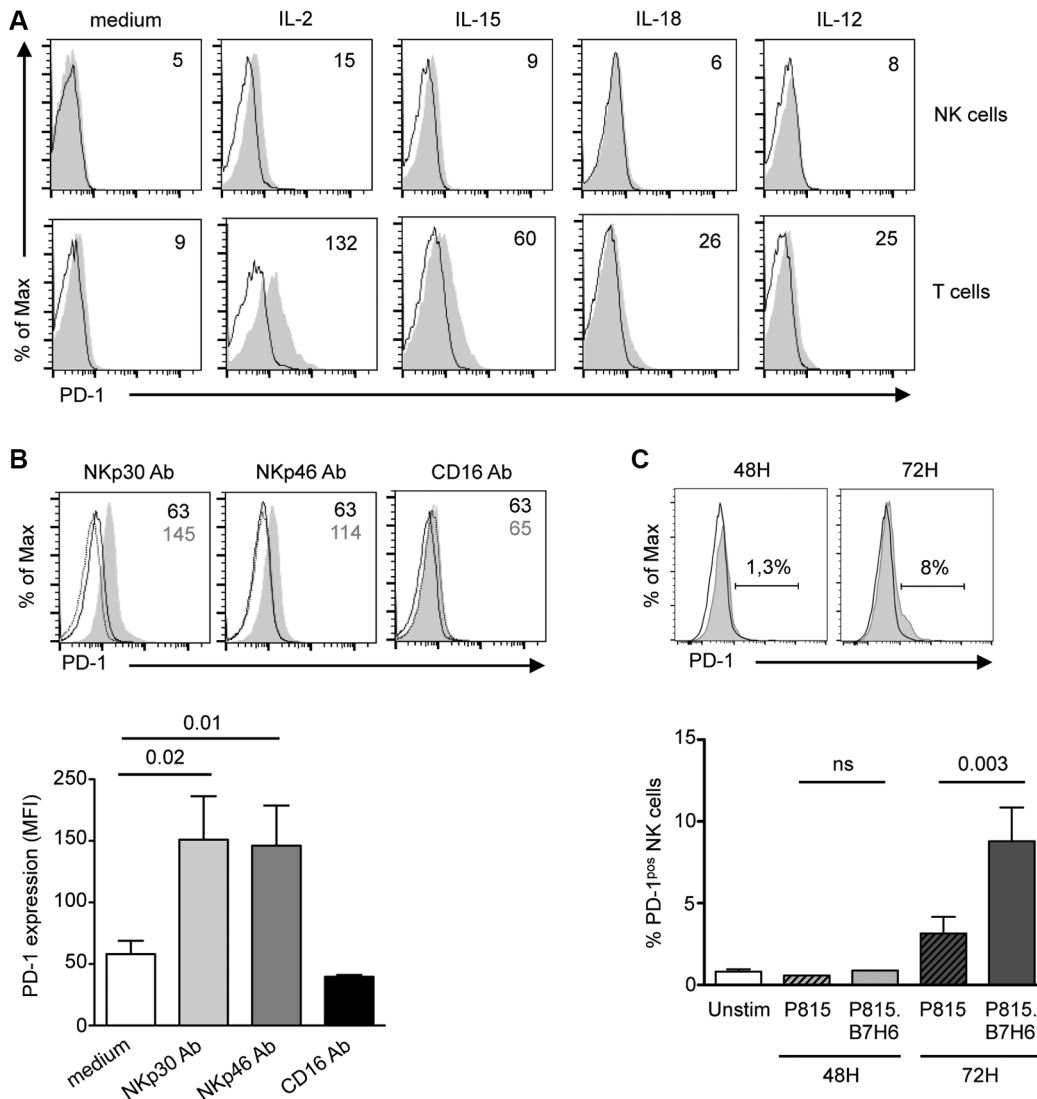 A
medium IL-2 IL-15 IL-18 IL-12
5 15 9 6 8
NK cells
9 132 60 26 25
T cells
% of Max
PD-1
B
NKp30 Ab NKp46 Ab CD16 Ab
63 63 63
145 114 65
% of Max
PD-1
0.01
0.02
250
150
100
50
0
PD-1 expression (MFI)
medium NKp30 Ab NKp46 Ab CD16 Ab
C
48H 72H
1,3% 8%
% of Max
PD-1
15
10
5
0
ns 0.003
% PD-1pos NK cells
Unstim P815 P815. P815 P815.
B7H6 B7H6
48H 72H